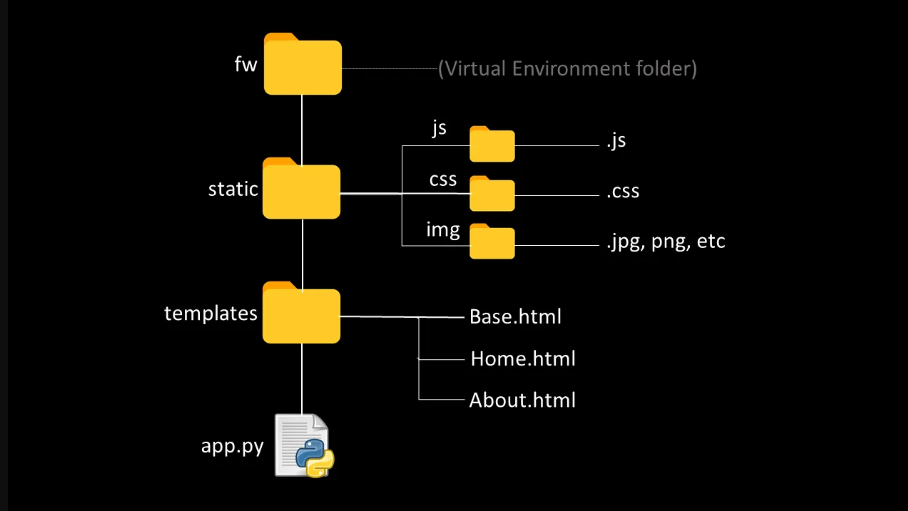 fw
(Virtual Environment folder)
js
.js
static
css
.css
img
.jpg, png, etc
templates
Base.html
Home.html
About.html
app.py